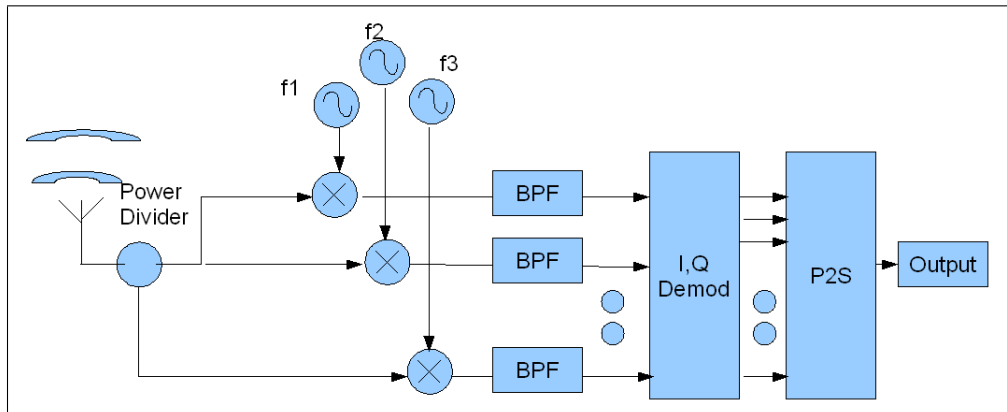 f2
f1
f3
Power
Divider
BPF
BPF
BPF
I,Q
Demod
P2S
Output